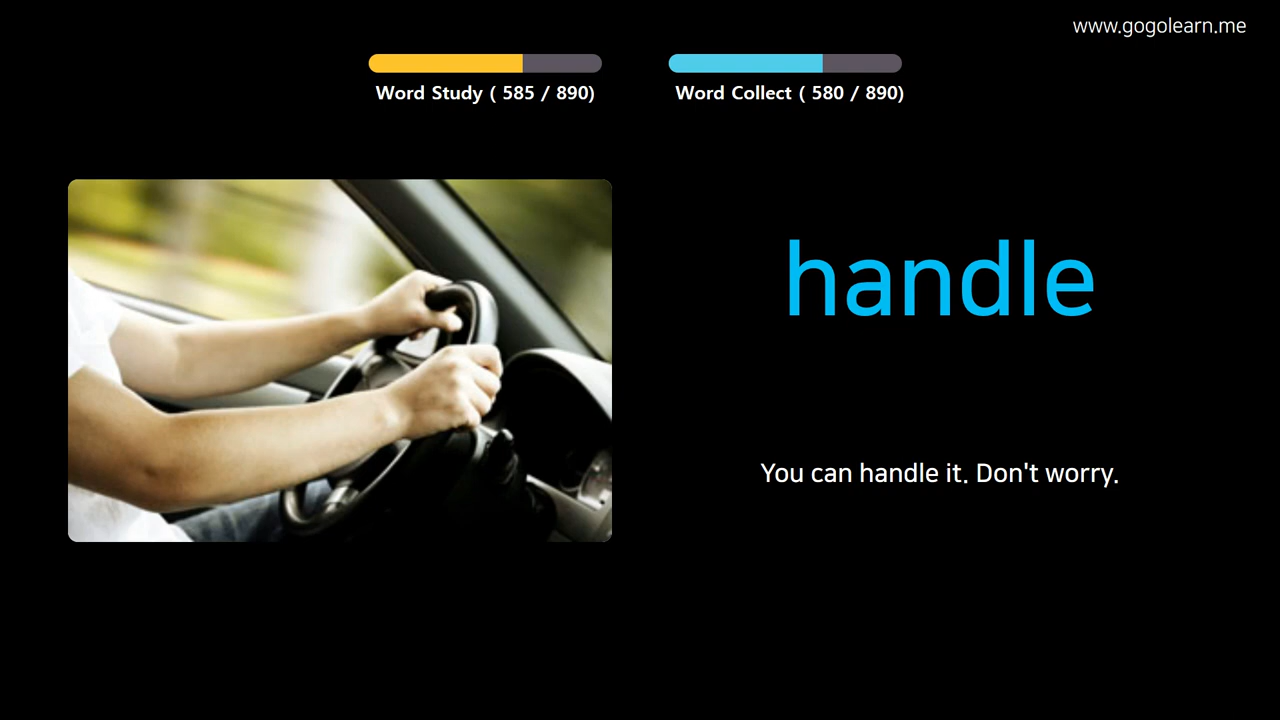 www.gogolearn.me
Word Study ( 585 / 890)
Word Collect ( 580 / 890)
handle
You can handle it. Don't worry.